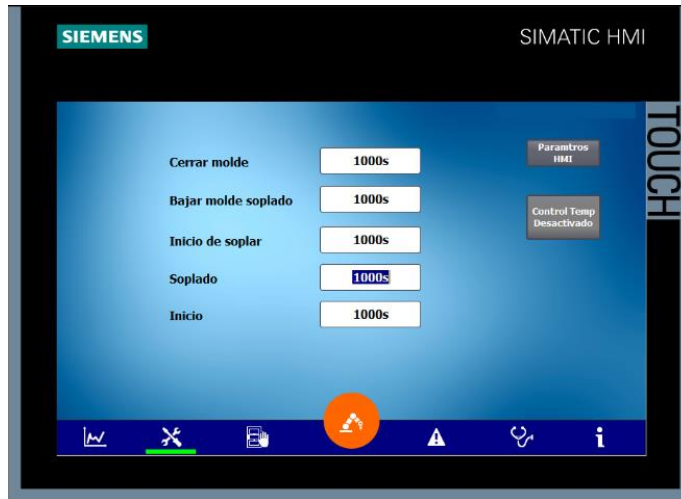 SIEMENS
SIMATIC HMI
TOUCH
Cerrar molde 1000s
Paramtros
HMI
Bajar molde soplado 1000s
Control Temp
Desactivado
Inicio de soplar 1000s
Soplado 1000s
Inicio 1000s